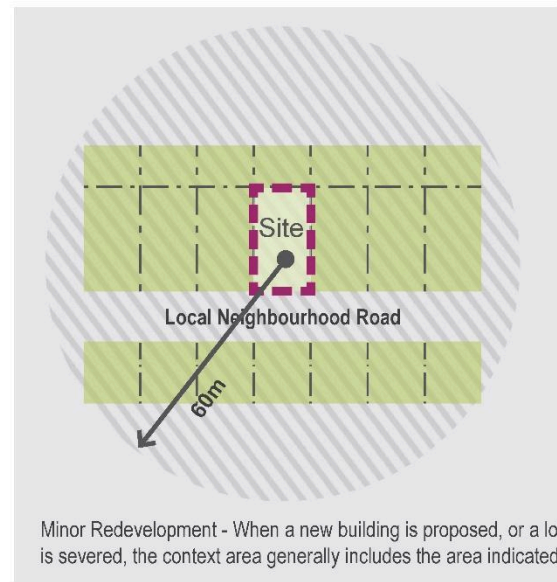 Site
Local Neighbourhood Road
60m
Minor Redevelopment - When a new building is proposed, or a lo
is severed, the context area generally includes the area indicated